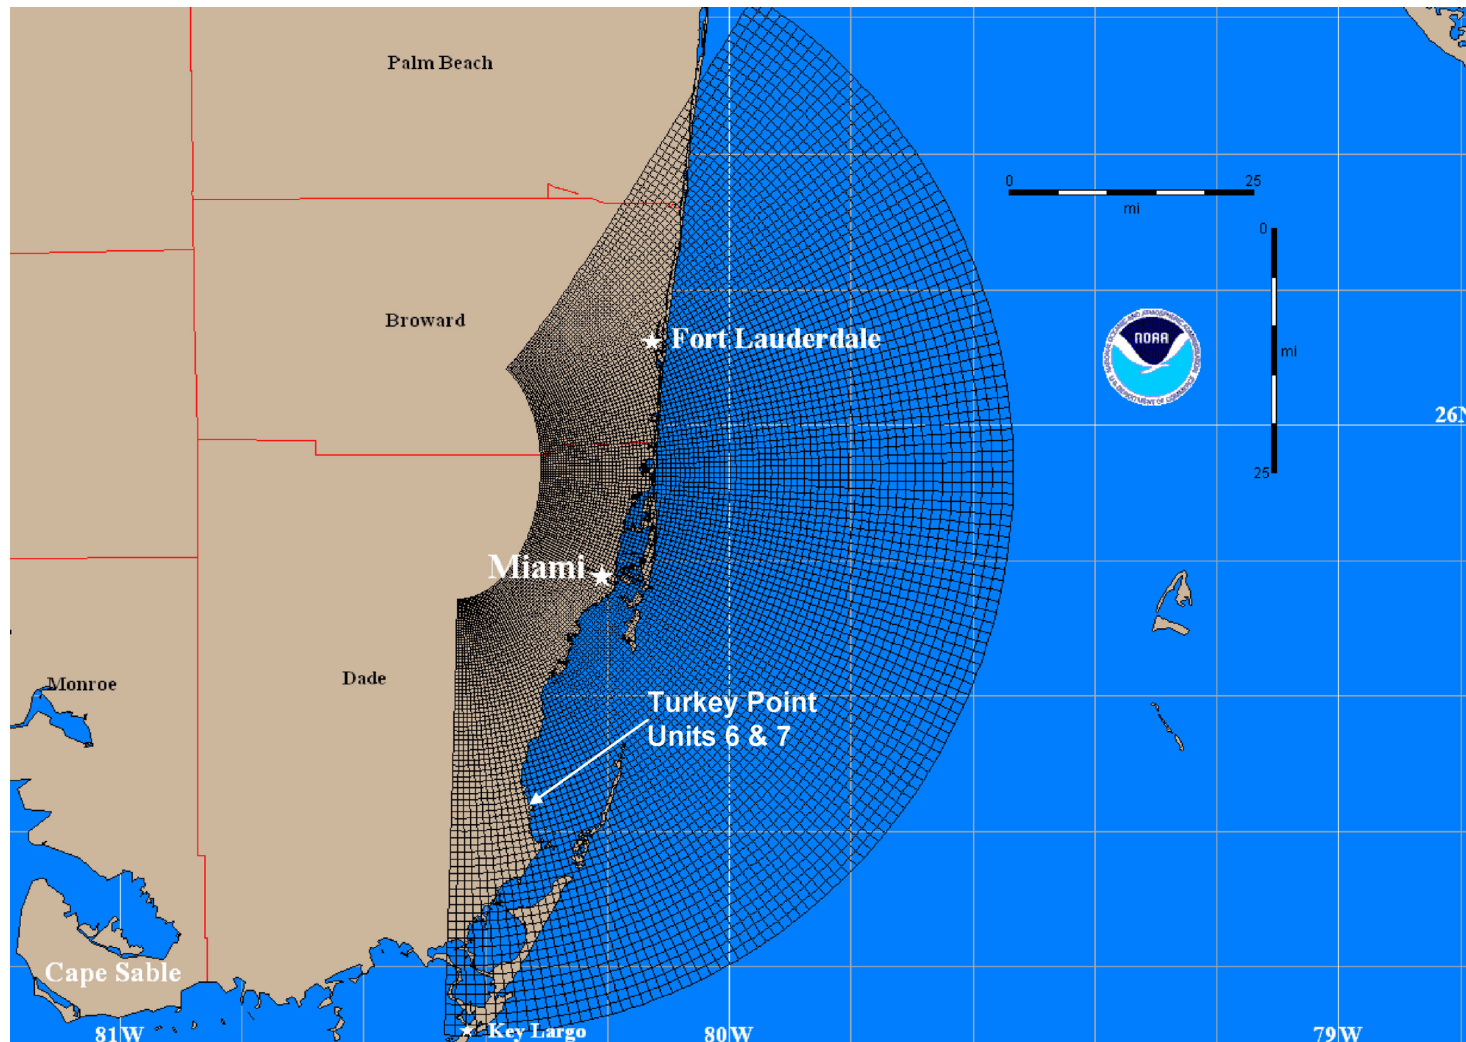 Palm Beach
0 25
mi
0
Broward
Fort Lauderdale
NOAA
mi
26N
25
Miami
Monroe
Dade
Turkey Point
Units 6 & 7
Cape Sable
81W
Key Largo
80W
79W